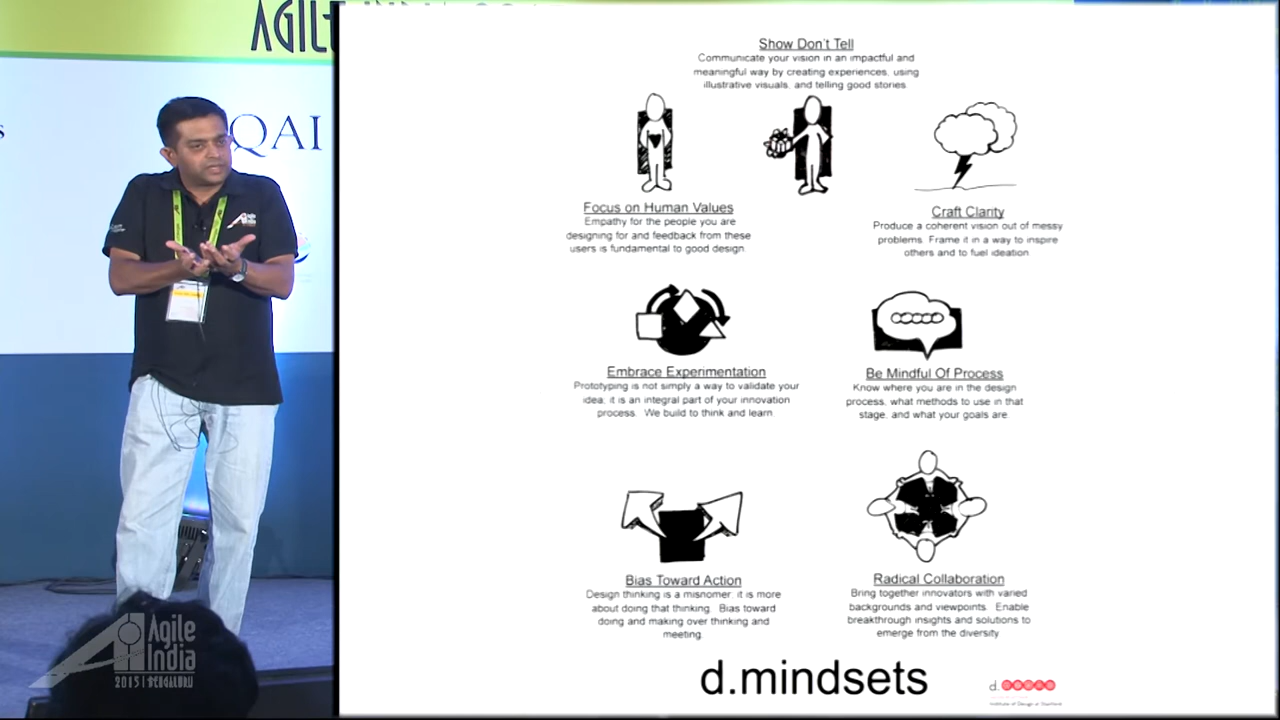 AGILE
QAI
Agile
India
Show Don't Tell
Communicate your vision in an impactful and
meaningful way by creating experiences, using
illustrative visuals, and telling good stories.
Focus on Human Values
Empathy for the people you are
designing for and feedback from these
users is fundamental to good design.
Craft Clarity
Produce a coherent vision out of messy
problems. Frame it in a way to inspire
others and to fuel ideation
Embrace Experimentation
Prototyping is not simply a way to validate your
idea; it is an integral part of your innovation
process. We build to think and learn
Be Mindful Of Process
Know where you are in the design
process, what methods to use in that
stage, and what your goals are.
Bias Toward Action
Design thinking is a misnomer; it is more
about doing that thinking. Bias toward
doing and making over thinking and
meeting.
Radical Collaboration
Bring together innovators with varied
backgrounds and viewpoints. Enable
breakthrough insights and solutions to
emerge from the diversity
d.mindsets
d.
Institute of Design at Stanford
Agile
India
2015 | BENGALURU